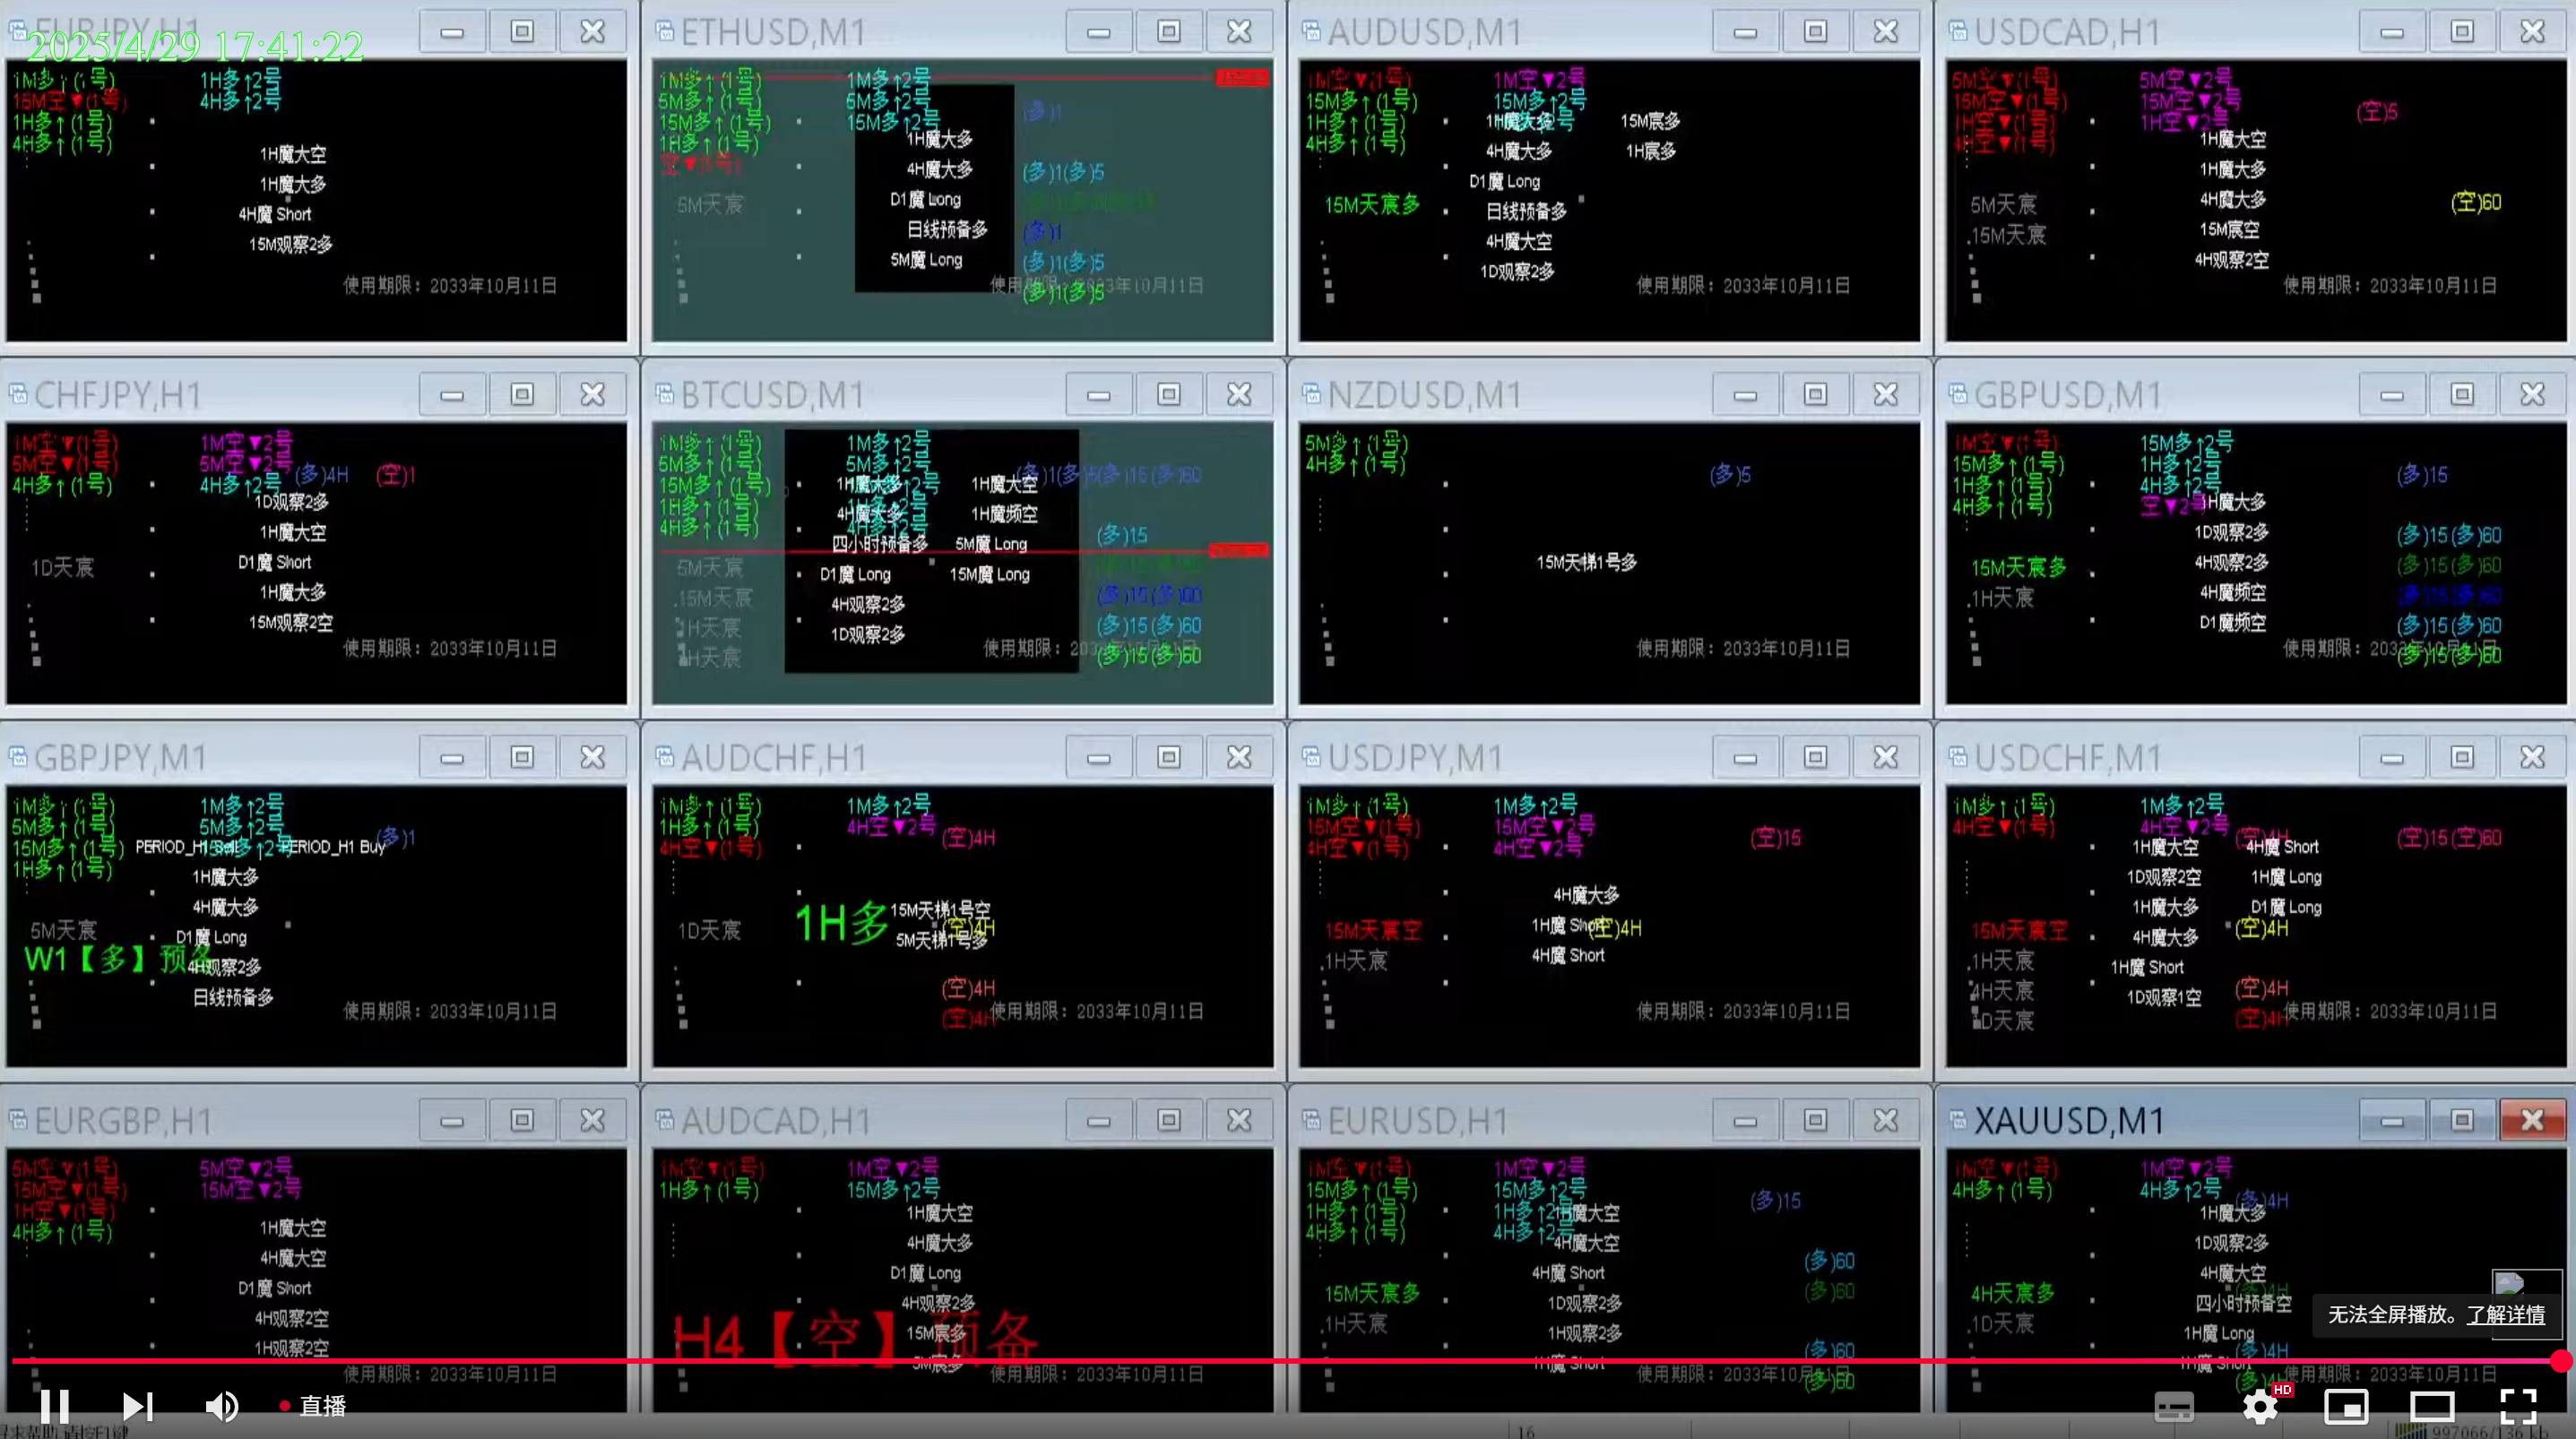 EURJPY,H1
2025/4/29 17:41:22
1M多↑(1号)
15M空▼(1号)
1H多↑(1号)
4H多↑(1号)
1H多↑2号
4H多↑2号
1H魔大空
1H魔大多
4H魔 Short
15M观察2多
使用期限：2033年10月11日
ETHUSD,M1
1M多↑(1号)
5M多↑(1号)
15M多↑(1号)
1H多↑(1号)
空▼(1号)
5M天宸
1M多↑2号
5M多↑2号
15M多↑2号
1H魔大多
4H魔大多
D1魔 Long
日线预备多
5M魔 Long
(多)1
(多)1(多)5
(多)1
(多)1(多)5
(多)1(多)5
AUDUSD,M1
1M空▼(1号)
15M多↑(1号)
1H多↑(1号)
4H多↑(1号)
15M天宸多
1M空▼2号
15M多↑2号
1H魔大多
4H魔大多
D1魔 Long
日线预备多
4H魔大空
1D观察2多
15M宸多
1H宸多
使用期限：2033年10月11日
USDCAD,H1
5M空▼(1号)
15M空▼(1号)
1H空▼(1号)
4H空▼(1号)
5M天宸
15M天宸
5M空▼2号
15M空▼2号
1H空▼2号
1H魔大空
1H魔大多
4H魔大多
15M宸空
4H观察2空
(空)5
(空)60
使用期限：2033年10月11日
CHFJPY,H1
1M空▼(1号)
5M空▼(1号)
4H多↑(1号)
1D天宸
1M空▼2号
5M空▼2号
4H多↑2号
(多)4H
(空)1
1D观察2多
1H魔大空
D1魔 Short
1H魔大多
15M观察2空
使用期限：2033年10月11日
BTCUSD,M1
1M多↑(1号)
5M多↑(1号)
15M多↑(1号)
1H多↑(1号)
4H多↑(1号)
5M天宸
15M天宸
1H天宸
4H天宸
1M多↑2号
5M多↑2号
1H魔大多
4H魔大多
四小时预备多
D1魔 Long
4H观察2多
1D观察2多
1H魔大空
1H魔频空
5M魔 Long
15M魔 Long
(多)1(多)5(多)15(多)60
(多)15
(多)15(多)60
(多)15(多)60
(多)15(多)60
NZDUSD,M1
5M多↑(1号)
4H多↑(1号)
(多)5
15M天梯1号多
使用期限：2033年10月11日
GBPUSD,M1
1M空▼(1号)
15M多↑(1号)
1H多↑(1号)
4H多↑(1号)
15M天宸多
1H天宸
15M多↑2号
1H多↑2号
4H多↑2号
空▼2号
1H魔大多
1D观察2多
4H观察2多
4H魔频空
D1魔频空
(多)15
(多)15(多)60
(多)15(多)60
(多)15(多)60
(多)15(多)60
(多)15(多)60
GBPJPY,M1
1M多↑(1号)
5M多↑(1号)
15M多↑(1号)
1H多↑(1号)
5M天宸
W1【多】预备
1M多↑2号
5M多↑2号
15M多↑2号
PERIOD_H1 Sell
PERIOD_H1 Buy
(多)1
1H魔大多
4H魔大多
D1魔 Long
4H观察2多
日线预备多
使用期限：2033年10月11日
AUDCHF,H1
1M多↑(1号)
1H多↑(1号)
4H空▼(1号)
1D天宸
1M多↑2号
4H空▼2号
(空)4H
1H多
15M天梯1号空
5M天梯1号多
(空)4H
(空)4H
(空)4H
使用期限：2033年10月11日
USDJPY,M1
1M多↑(1号)
15M空▼(1号)
4H空▼(1号)
15M天宸空
1H天宸
1M多↑2号
15M空▼2号
4H空▼2号
(空)15
4H魔大多
1H魔 Short
(空)4H
4H魔 Short
使用期限：2033年10月11日
USDCHF,M1
1M多↑(1号)
4H空▼(1号)
15M天宸空
1H天宸
4H天宸
1D天宸
1M多↑2号
4H空▼2号
(空)4H
(空)15(空)60
1H魔大空
1D观察2空
1H魔大多
4H魔大多
1H魔 Short
1D观察1空
4H魔 Short
1H魔 Long
D1魔 Long
(空)4H
(空)4H
(空)4H
使用期限：2033年10月11日
EURGBP,H1
5M空▼(1号)
15M空▼(1号)
1H空▼(1号)
4H多↑(1号)
5M空▼2号
15M空▼2号
1H魔大空
4H魔大空
D1魔 Short
4H观察2空
1H观察2空
使用期限：2033年10月11日
AUDCAD,H1
1M空▼(1号)
1H多↑(1号)
1M空▼2号
15M多↑2号
1H魔大空
4H魔大多
D1魔 Long
4H观察2多
15M宸多
5M宸多
H4【空】预备
使用期限：2033年10月11日
EURUSD,H1
1M空▼(1号)
15M多↑(1号)
1H多↑(1号)
4H多↑(1号)
15M天宸多
1H天宸
1M空▼2号
15M多↑2号
1H多↑2号
4H多↑2号
1H魔大空
4H魔大空
4H魔 Short
1D观察2多
1H观察2多
1H魔 Short
(多)15
(多)60
(多)60
(多)60
(多)60
XAUUSD,M1
1M空▼(1号)
4H多↑(1号)
4H天宸多
1D天宸
1M空▼2号
4H多↑2号
(多)4H
1H魔大多
1D观察2多
4H魔大空
四小时预备空
1H魔 Long
(多)4H
使用期限：2033年10月11日
无法全屏播放。了解详情
直播
HD
16
997066/136 kb